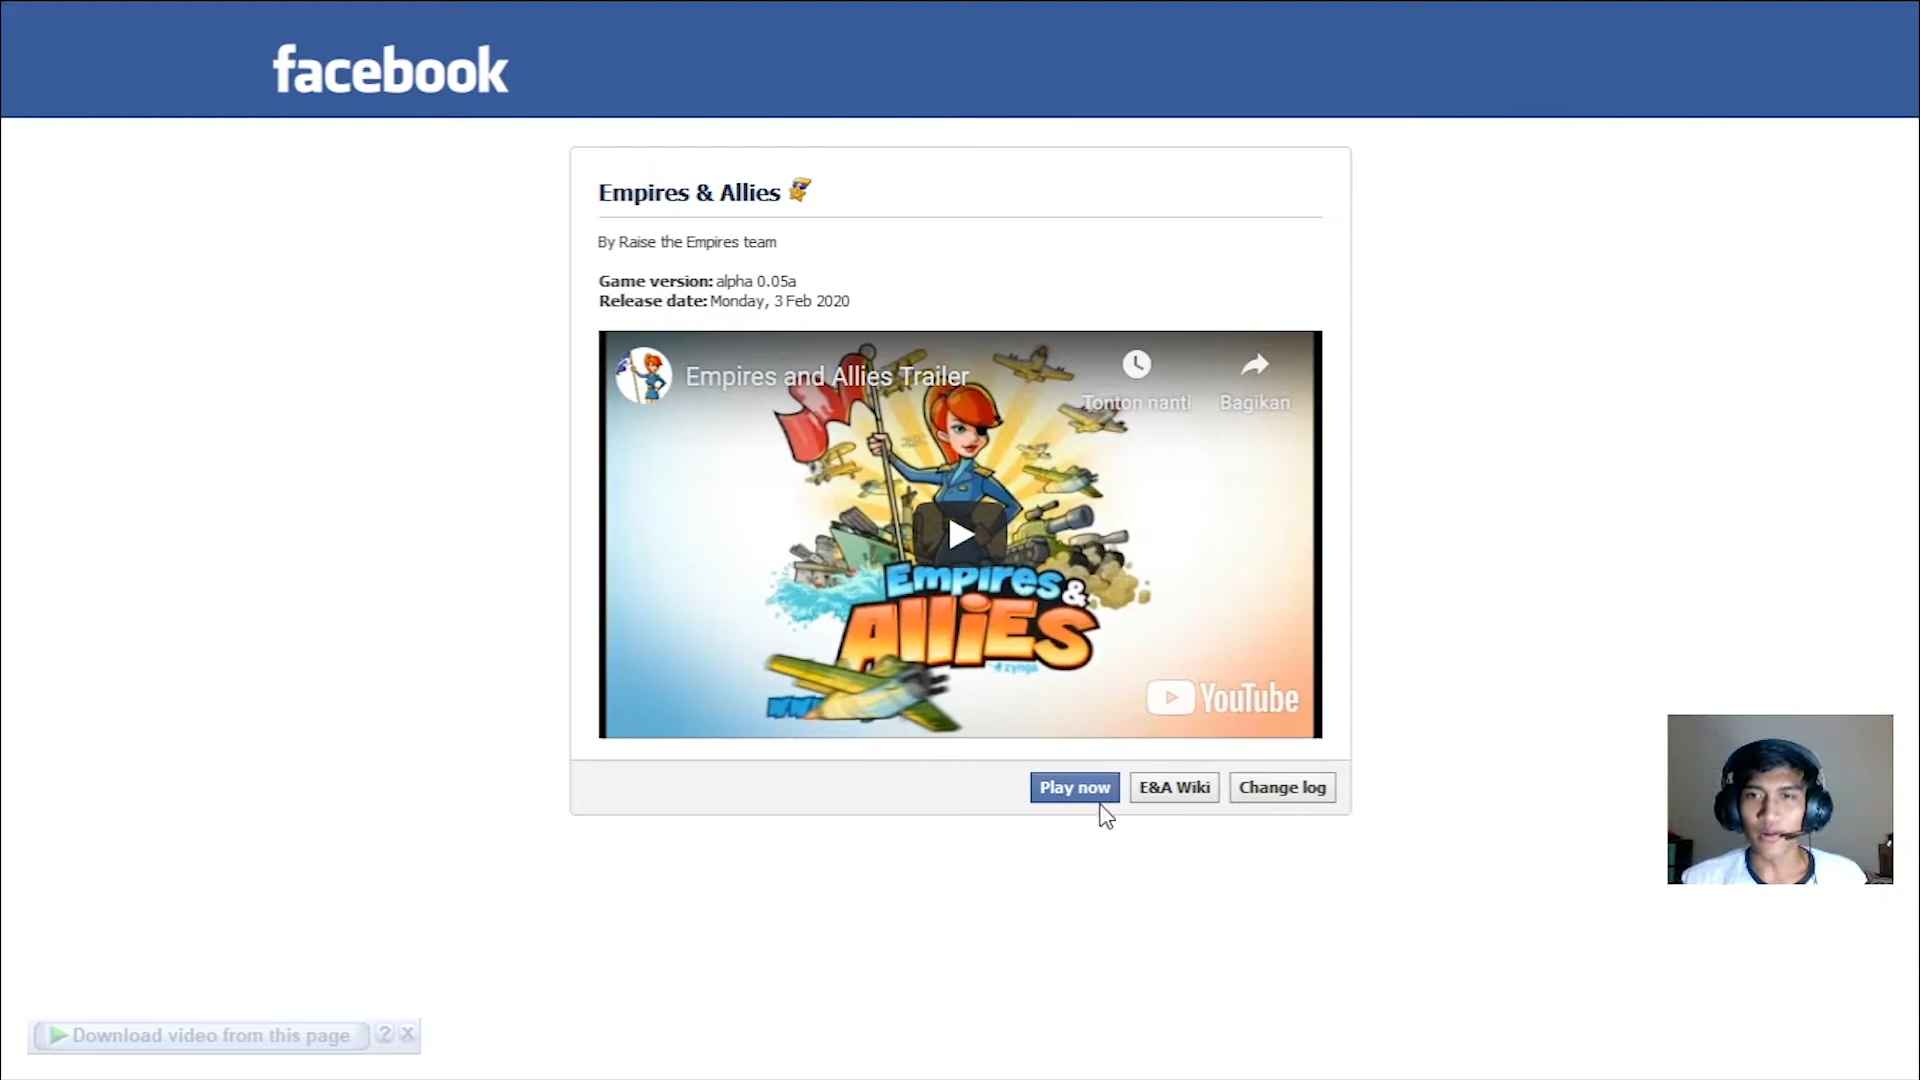 facebook
Empires & Allies
By Raise the Empires team
Game version: alpha 0.05a
Release date: Monday, 3 Feb 2020
Empires and Allies Trailer
Tonton nanti
Bagikan
Empires &
Allies
zynga
YouTube
Play now
E&A Wiki
Change log
Download video from this page
?
X